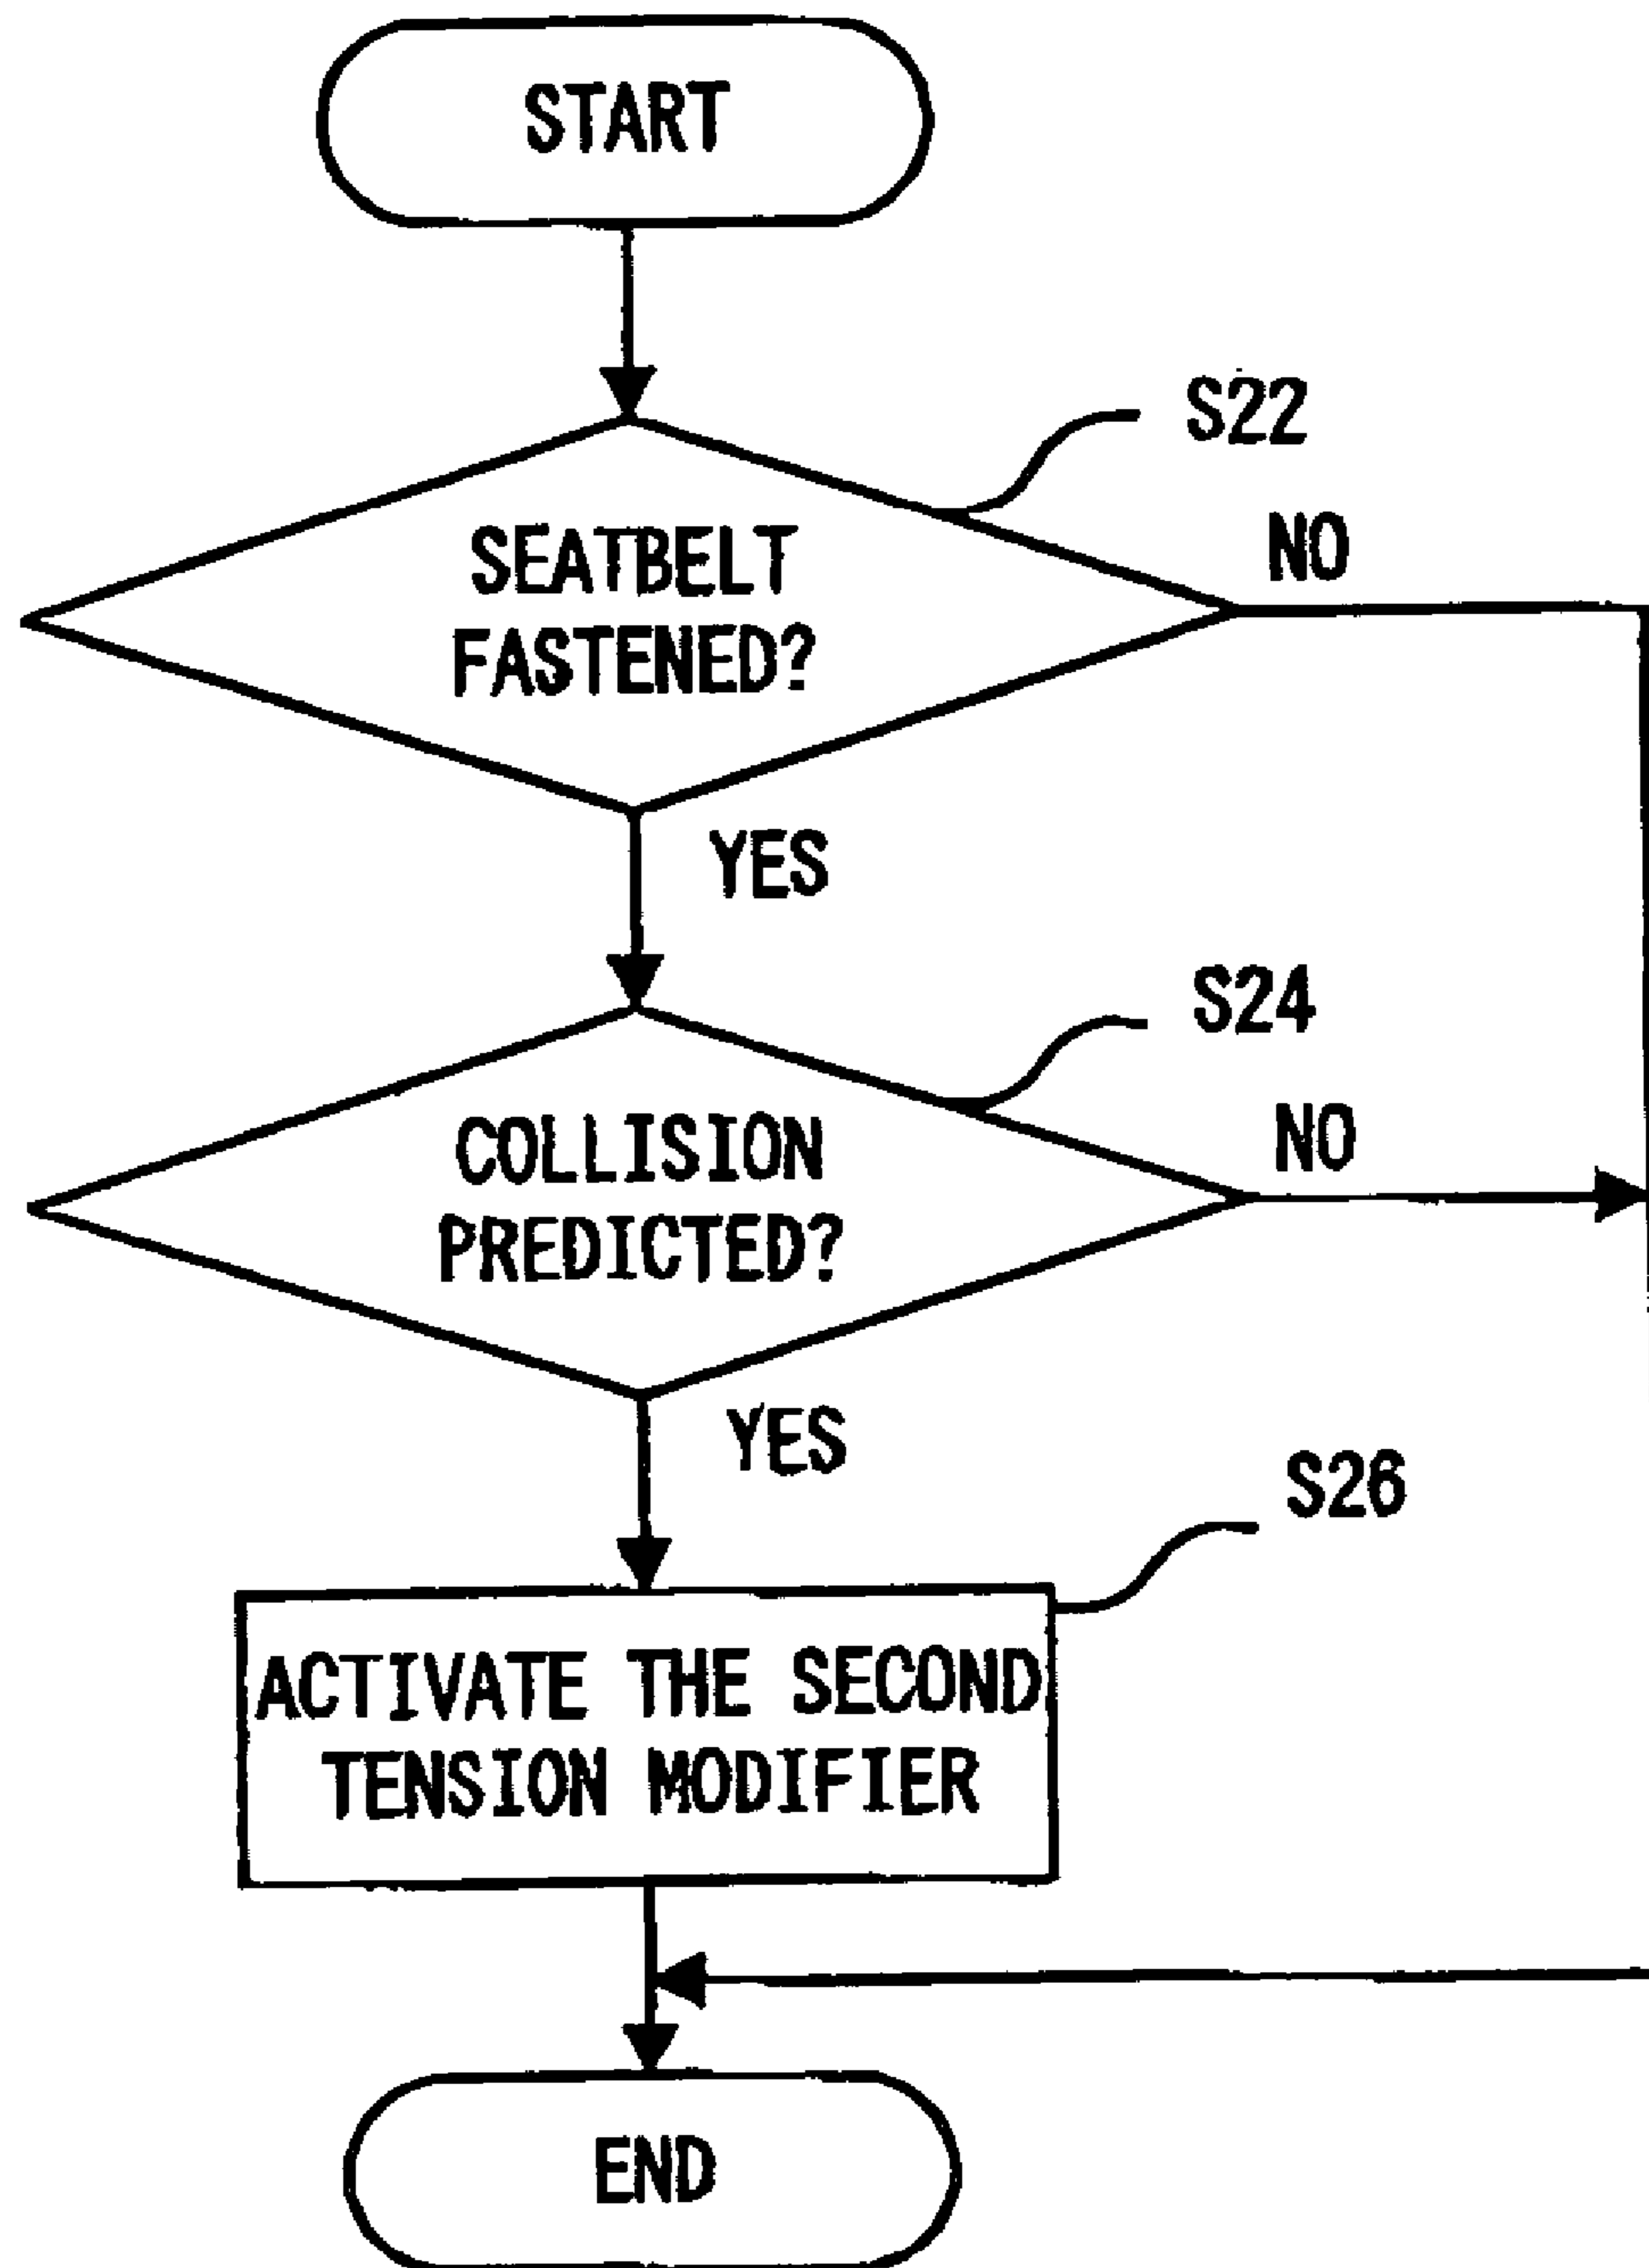 START
S22
SEATBELT
FASTENED?
NO
YES
S24
COLLISION
PREDICTED?
NO
YES
S26
ACTIVATE THE SECOND
TENSION MODIFIER
END